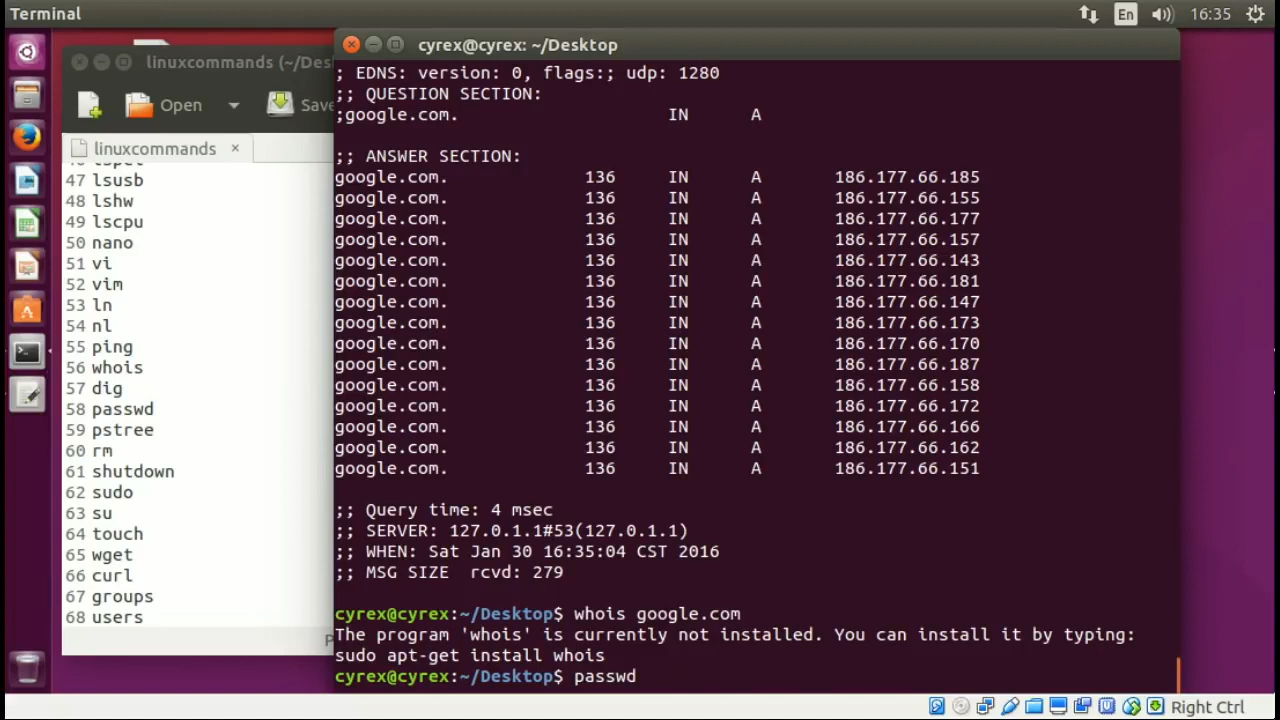 Terminal
En
16:35
linuxcommands (~/Des
Open
Save
linuxcommands ×
47 lsusb
48 lshw
49 lscpu
50 nano
51 vi
52 vim
53 ln
54 nl
55 ping
56 whois
57 dig
58 passwd
59 pstree
60 rm
61 shutdown
62 sudo
63 su
64 touch
65 wget
66 curl
67 groups
68 users
cyrex@cyrex: ~/Desktop
; EDNS: version: 0, flags:; udp: 1280
;; QUESTION SECTION:
;google.com. IN A
;; ANSWER SECTION:
google.com. 136 IN A 186.177.66.185
google.com. 136 IN A 186.177.66.155
google.com. 136 IN A 186.177.66.177
google.com. 136 IN A 186.177.66.157
google.com. 136 IN A 186.177.66.143
google.com. 136 IN A 186.177.66.181
google.com. 136 IN A 186.177.66.147
google.com. 136 IN A 186.177.66.173
google.com. 136 IN A 186.177.66.170
google.com. 136 IN A 186.177.66.187
google.com. 136 IN A 186.177.66.158
google.com. 136 IN A 186.177.66.172
google.com. 136 IN A 186.177.66.166
google.com. 136 IN A 186.177.66.162
google.com. 136 IN A 186.177.66.151
;; Query time: 4 msec
;; SERVER: 127.0.1.1#53(127.0.1.1)
;; WHEN: Sat Jan 30 16:35:04 CST 2016
;; MSG SIZE rcvd: 279
cyrex@cyrex:~/Desktop$ whois google.com
The program 'whois' is currently not installed. You can install it by typing:
sudo apt-get install whois
cyrex@cyrex:~/Desktop$ passwd
Right Ctrl